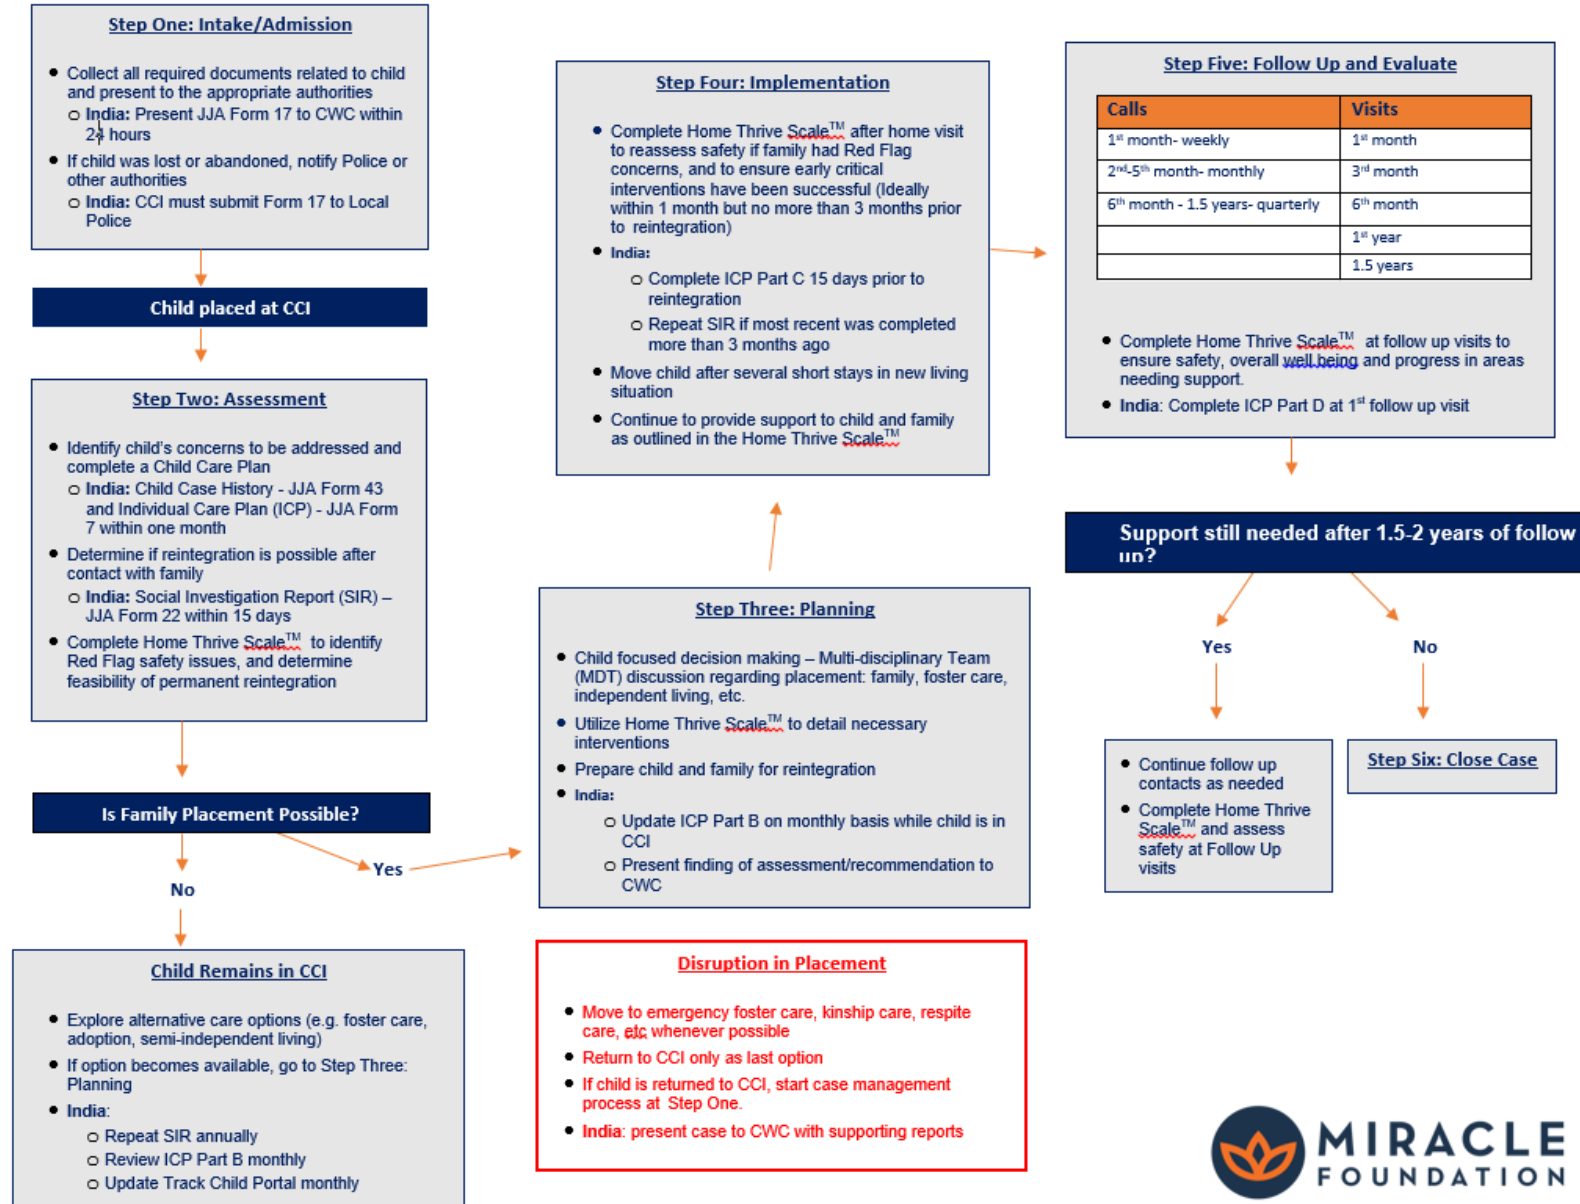 Step One: Intake/Admission
● Collect all required documents related to child
and present to the appropriate authorities
o India: Present JJA Form 17 to CWC within
24 hours
● If child was lost or abandoned, notify Police or
other authorities
o India: CCI must submit Form 17 to Local
Police
Child placed at CCI
Step Two: Assessment
● Identify child's concerns to be addressed and
complete a Child Care Plan
o India: Child Case History - JJA Form 43
and Individual Care Plan (ICP) - JJA Form
7 within one month
● Determine if reintegration is possible after
contact with family
o India: Social Investigation Report (SIR) –
JJA Form 22 within 15 days
● Complete Home Thrive Scale™ to identify
Red Flag safety issues, and determine
feasibility of permanent reintegration
Is Family Placement Possible?
No
Yes
Child Remains in CCI
● Explore alternative care options (e.g. foster care,
adoption, semi-independent living)
● If option becomes available, go to Step Three:
Planning
● India:
o Repeat SIR annually
o Review ICP Part B monthly
o Update Track Child Portal monthly
Step Three: Planning
● Child focused decision making – Multi-disciplinary Team
(MDT) discussion regarding placement: family, foster care,
independent living, etc.
● Utilize Home Thrive Scale™ to detail necessary
interventions
● Prepare child and family for reintegration
● India:
o Update ICP Part B on monthly basis while child is in
CCI
o Present finding of assessment/recommendation to
CWC
Step Four: Implementation
● Complete Home Thrive Scale™ after home visit
to reassess safety if family had Red Flag
concerns, and to ensure early critical
interventions have been successful (Ideally
within 1 month but no more than 3 months prior
to reintegration)
● India:
o Complete ICP Part C 15 days prior to
reintegration
o Repeat SIR if most recent was completed
more than 3 months ago
● Move child after several short stays in new living
situation
● Continue to provide support to child and family
as outlined in the Home Thrive Scale™
Step Five: Follow Up and Evaluate
Calls Visits
1st month- weekly 1st month
2nd-5th month- monthly 3rd month
6th month - 1.5 years- quarterly 6th month
1st year
1.5 years
● Complete Home Thrive Scale™ at follow up visits to
ensure safety, overall well being and progress in areas
needing support.
● India: Complete ICP Part D at 1st follow up visit
Support still needed after 1.5-2 years of follow
up?
Yes
No
● Continue follow up
contacts as needed
● Complete Home Thrive
Scale™ and assess
safety at Follow Up
visits
Step Six: Close Case
Disruption in Placement
● Move to emergency foster care, kinship care, respite
care, etc whenever possible
● Return to CCI only as last option
● If child is returned to CCI, start case management
process at Step One.
● India: present case to CWC with supporting reports
MIRACLE
FOUNDATION